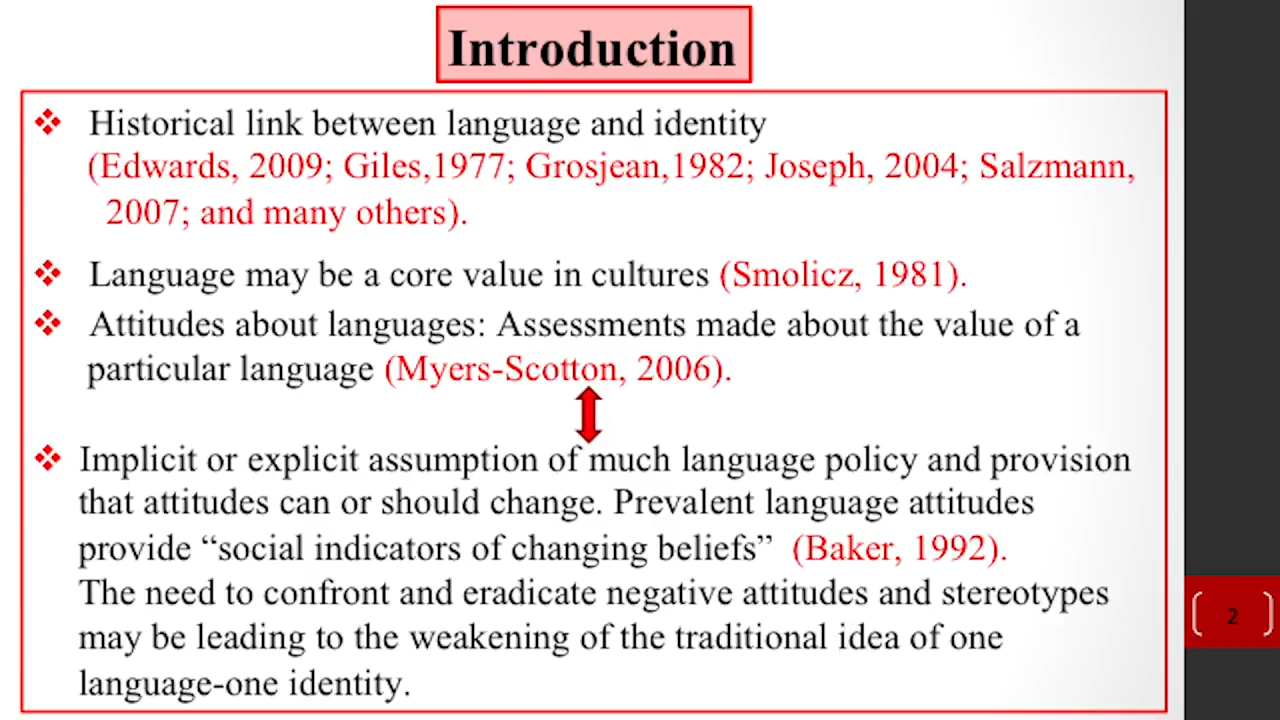 Introduction
❖ Historical link between language and identity
(Edwards, 2009; Giles,1977; Grosjean,1982; Joseph, 2004; Salzmann,
2007; and many others).
❖ Language may be a core value in cultures (Smolicz, 1981).
❖ Attitudes about languages: Assessments made about the value of a
particular language (Myers-Scotton, 2006).
❖ Implicit or explicit assumption of much language policy and provision
that attitudes can or should change. Prevalent language attitudes
provide “social indicators of changing beliefs” (Baker, 1992).
The need to confront and eradicate negative attitudes and stereotypes
may be leading to the weakening of the traditional idea of one
language-one identity.
2